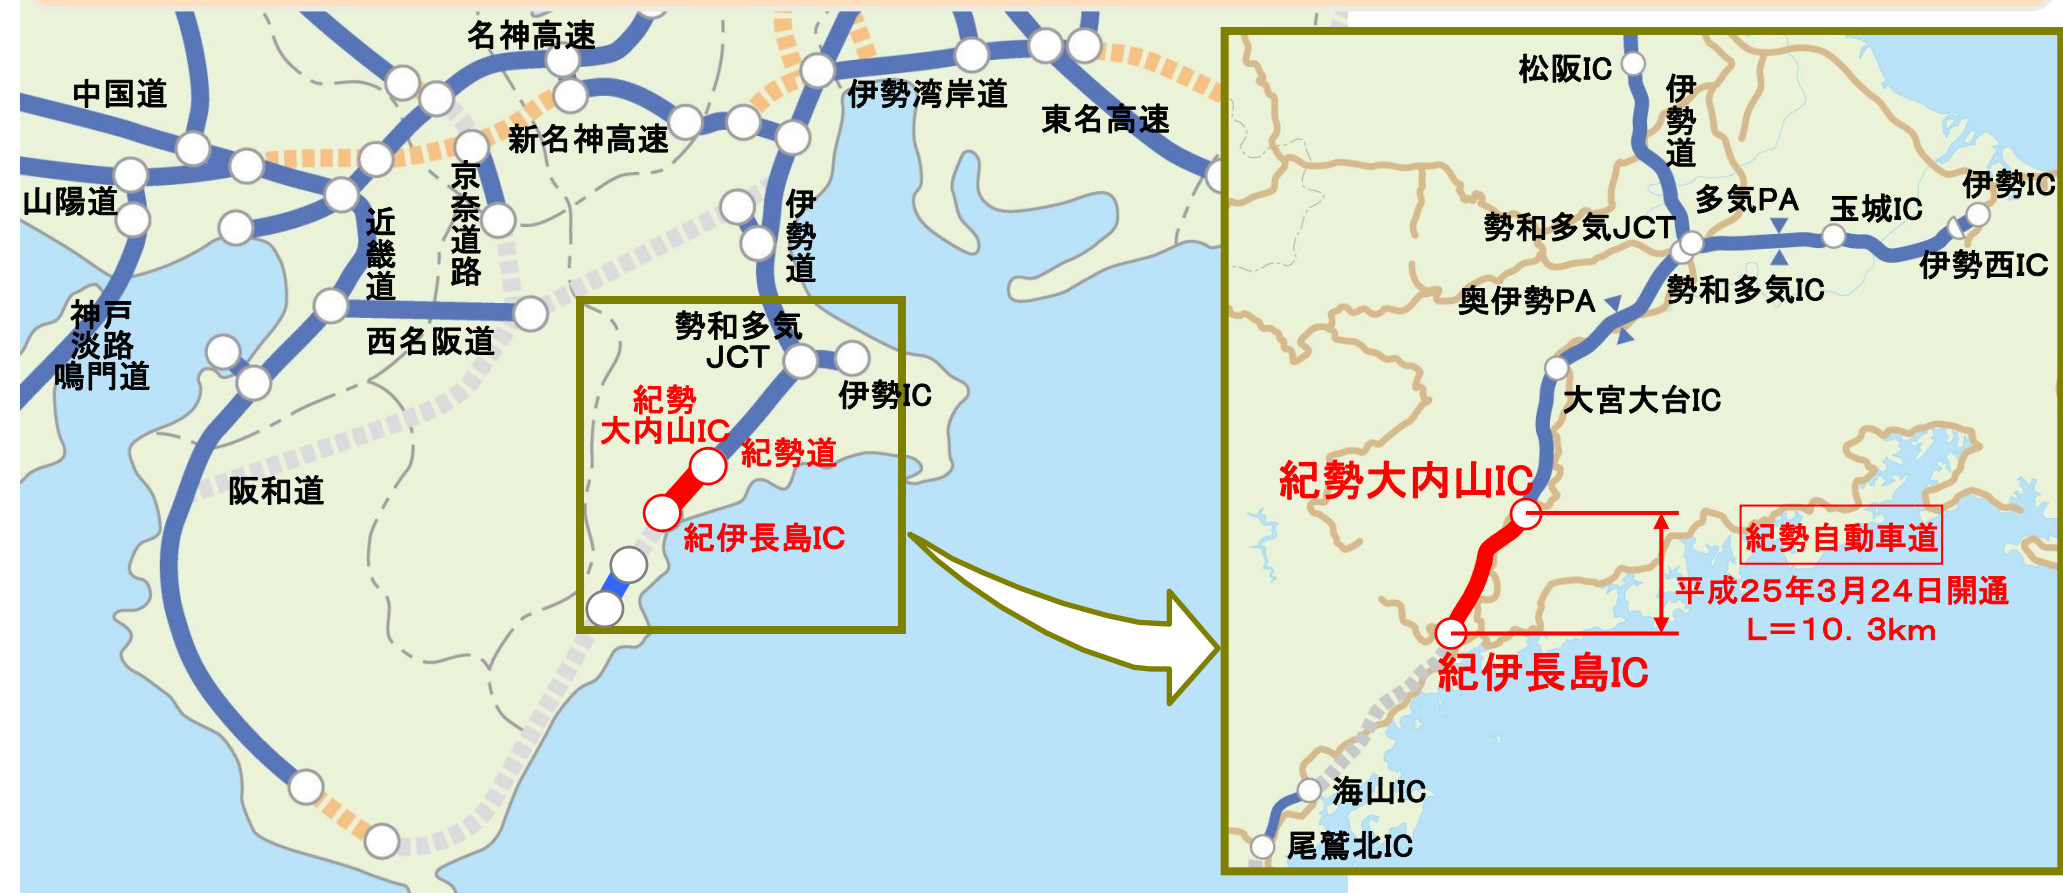 名神高速
中国道
伊勢湾岸道
東名高速
新名神高速
山陽道
京奈道路
近畿道
伊勢道
神戸
淡路
鳴門道
西名阪道
勢和多気
JCT
伊勢IC
紀勢
大内山IC
紀勢道
阪和道
紀伊長島IC
松阪IC
伊勢道
伊勢IC
多気PA
玉城IC
勢和多気JCT
伊勢西IC
勢和多気IC
奥伊勢PA
大宮大台IC
紀勢大内山IC
紀勢自動車道
平成25年3月24日開通
L=10.3km
紀伊長島IC
海山IC
尾鷲北IC